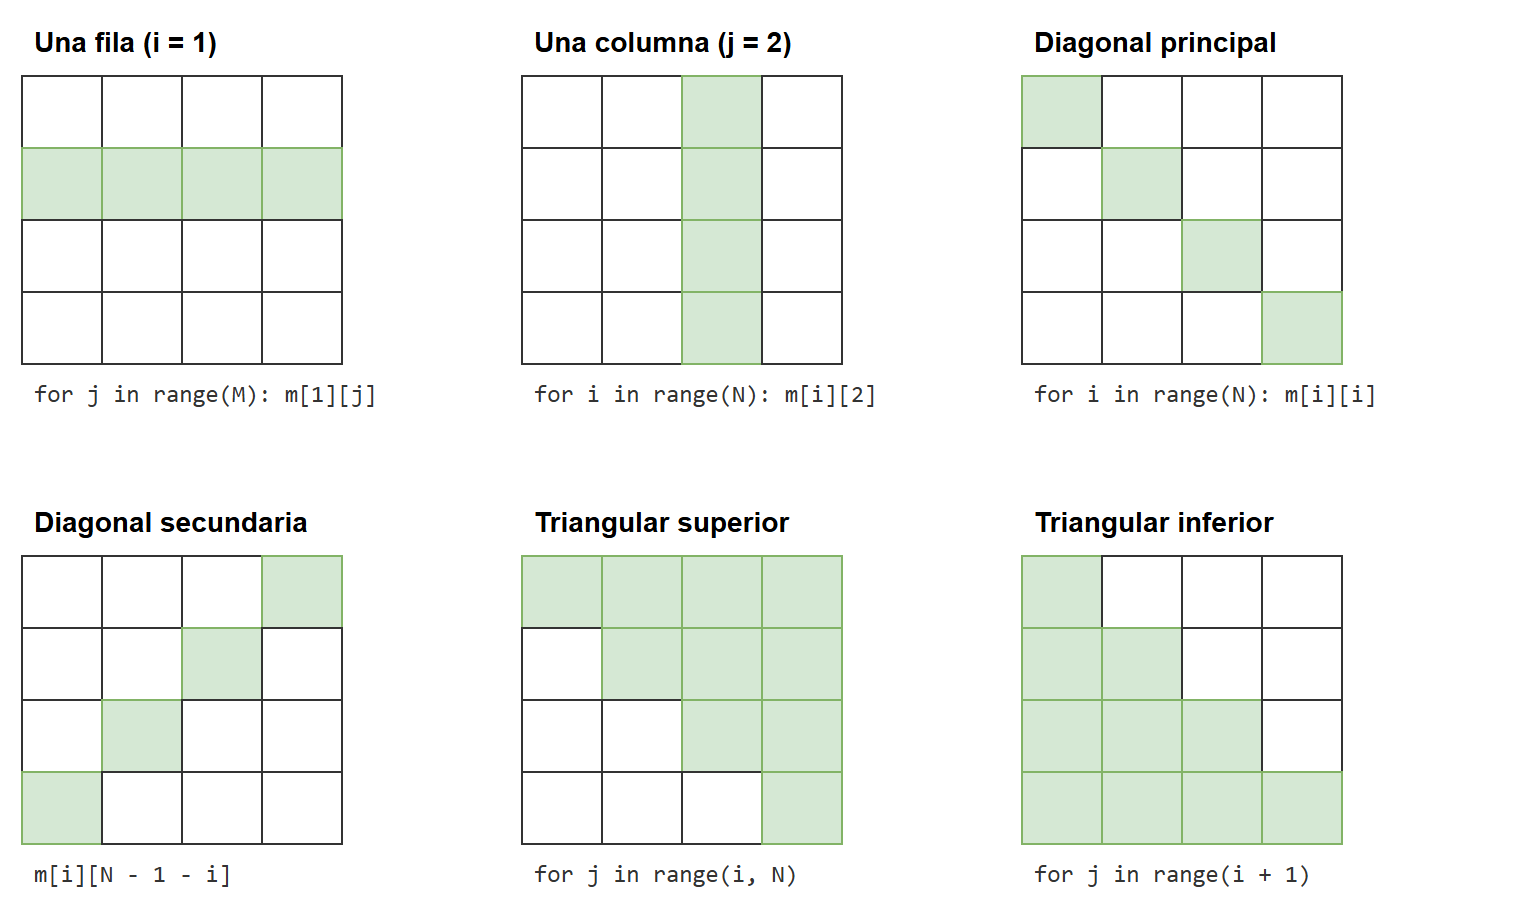 Una fila (i = 1)
Una columna (j = 2)
Diagonal principal
for j in range(M): m[1][j]
for i in range(N): m[i][2]
for i in range(N): m[i][i]
Diagonal secundaria
Triangular superior
Triangular inferior
m[i][N - 1 - i]
for j in range(i, N)
for j in range(i + 1)